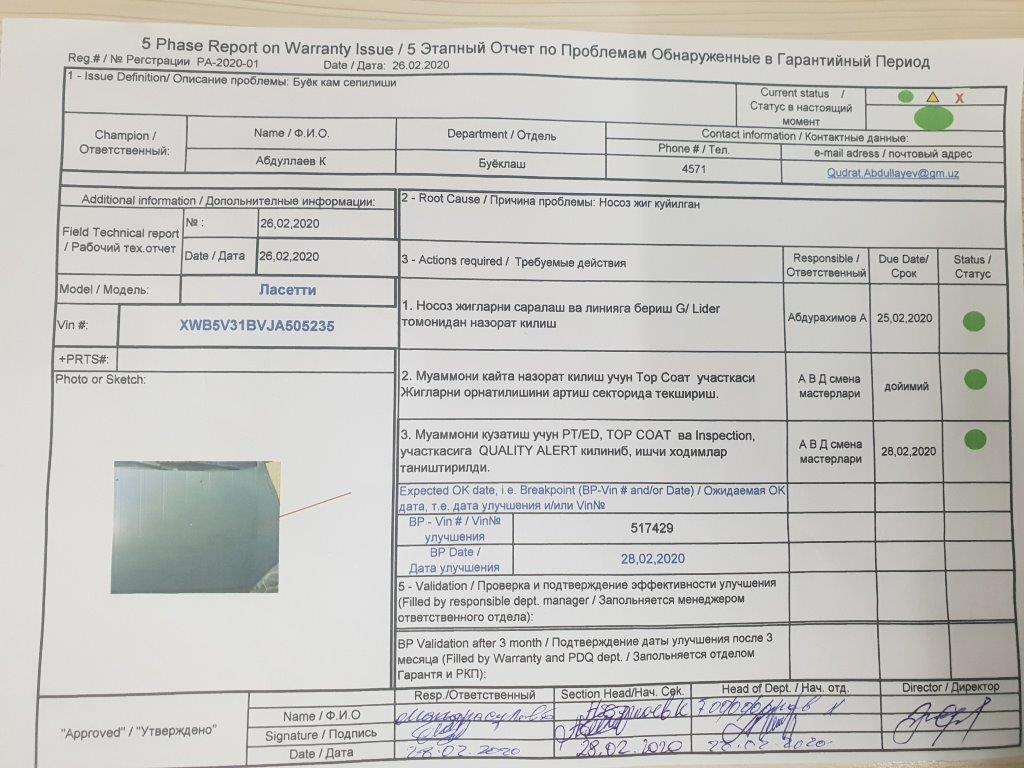 5 Phase Report on Warranty Issue / 5 Этапный Отчет по Проблемам Обнаруженные в Гарантийный Период
Reg.# / № Регстрации PA-2020-01
Date / Дата: 26.02.2020
1 - Issue Definition/ Описание проблемы: Буёк кам сепилиши
Current status /
Статус в настоящий
момент
X
Champion /
Ответственный:
Name / Ф.И.О.
Department / Отдель
Contact information / Контактные данные:
Phone # / Тел.
e-mail adress / почтовый адрес
Абдуллаев К
Буёклаш
4571
Qudrat.Abdullayev@gm.uz
Additional information / Допольнителные информации:
Field Technical report
/ Рабочий тех.отчет
№ :
26,02,2020
Date / Дата
26,02,2020
Model / Модель:
Ласетти
Vin #:
XWB5V31BVJA505235
+PRTS#:
Photo or Sketch:
2 - Root Cause / Причина проблемы: Носоз жиг куйилган
3 - Actions required / Требуемые действия
Responsible /
Ответственный
Due Date/
Срок
Status /
Статус
1. Носоз жигларни саралаш ва линияга бериш G/ Lider
томонидан назорат килиш
Абдурахимов А
25,02,2020
2. Муаммони кайта назорат килиш учун Top Coat участкаси
Жигларни орнатилишини артиш секторида текшириш.
А В Д смена
мастерлари
дойимий
3. Муаммони кузатиш учун PT/ED, TOP COAT ва Inspection,
участкасига QUALITY ALERT килиниб, ишчи ходимлар
таништирилди.
А В Д смена
мастерлари
28,02,2020
Expected OK date, i.e. Breakpoint (BP-Vin # and/or Date) / Ожидаемая ОК
дата, т.е. дата улучшения и/или Vin№
BP - Vin # / Vin№
улучшения
517429
BP Date /
Дата улучшения
28,02,2020
5 - Validation / Проверка и подтверждение эффективности улучшения
(Filled by responsible dept. manager / Запольняется менеджером
ответственного отдела):
BP Validation after 3 month / Подтверждение даты улучшения после 3
месяца (Filled by Warranty and PDQ dept. / Запольняется отделом
Гарантя и РКП):
"Approved" / "Утверждено"
Resp./Ответственный
Section Head/Нач. Сек.
Head of Dept. / Нач. отд.
Director / Директор
Name / Ф.И.О
Signature / Подпись
Date / Дата
28.02.2020
28.02.2020
28.02.2020